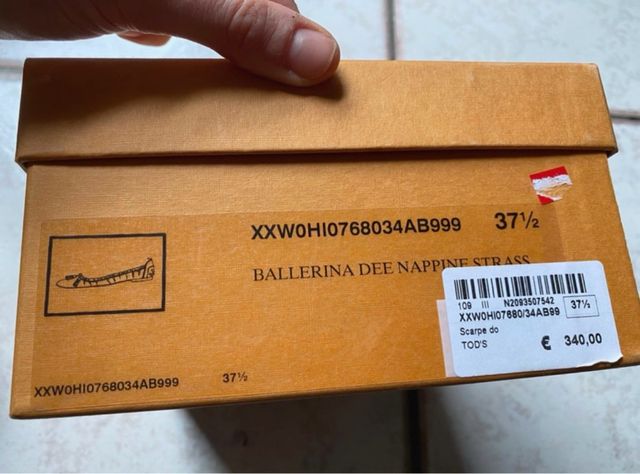 XXW0HI0768034AB999 37½
BALLERINA DEE NAPPINE STRASS
109 III N2093507542
XXW0HI07680/34AB99 37½
Scarpe do
TOD'S € 340,00
XXW0HI0768034AB999 37½